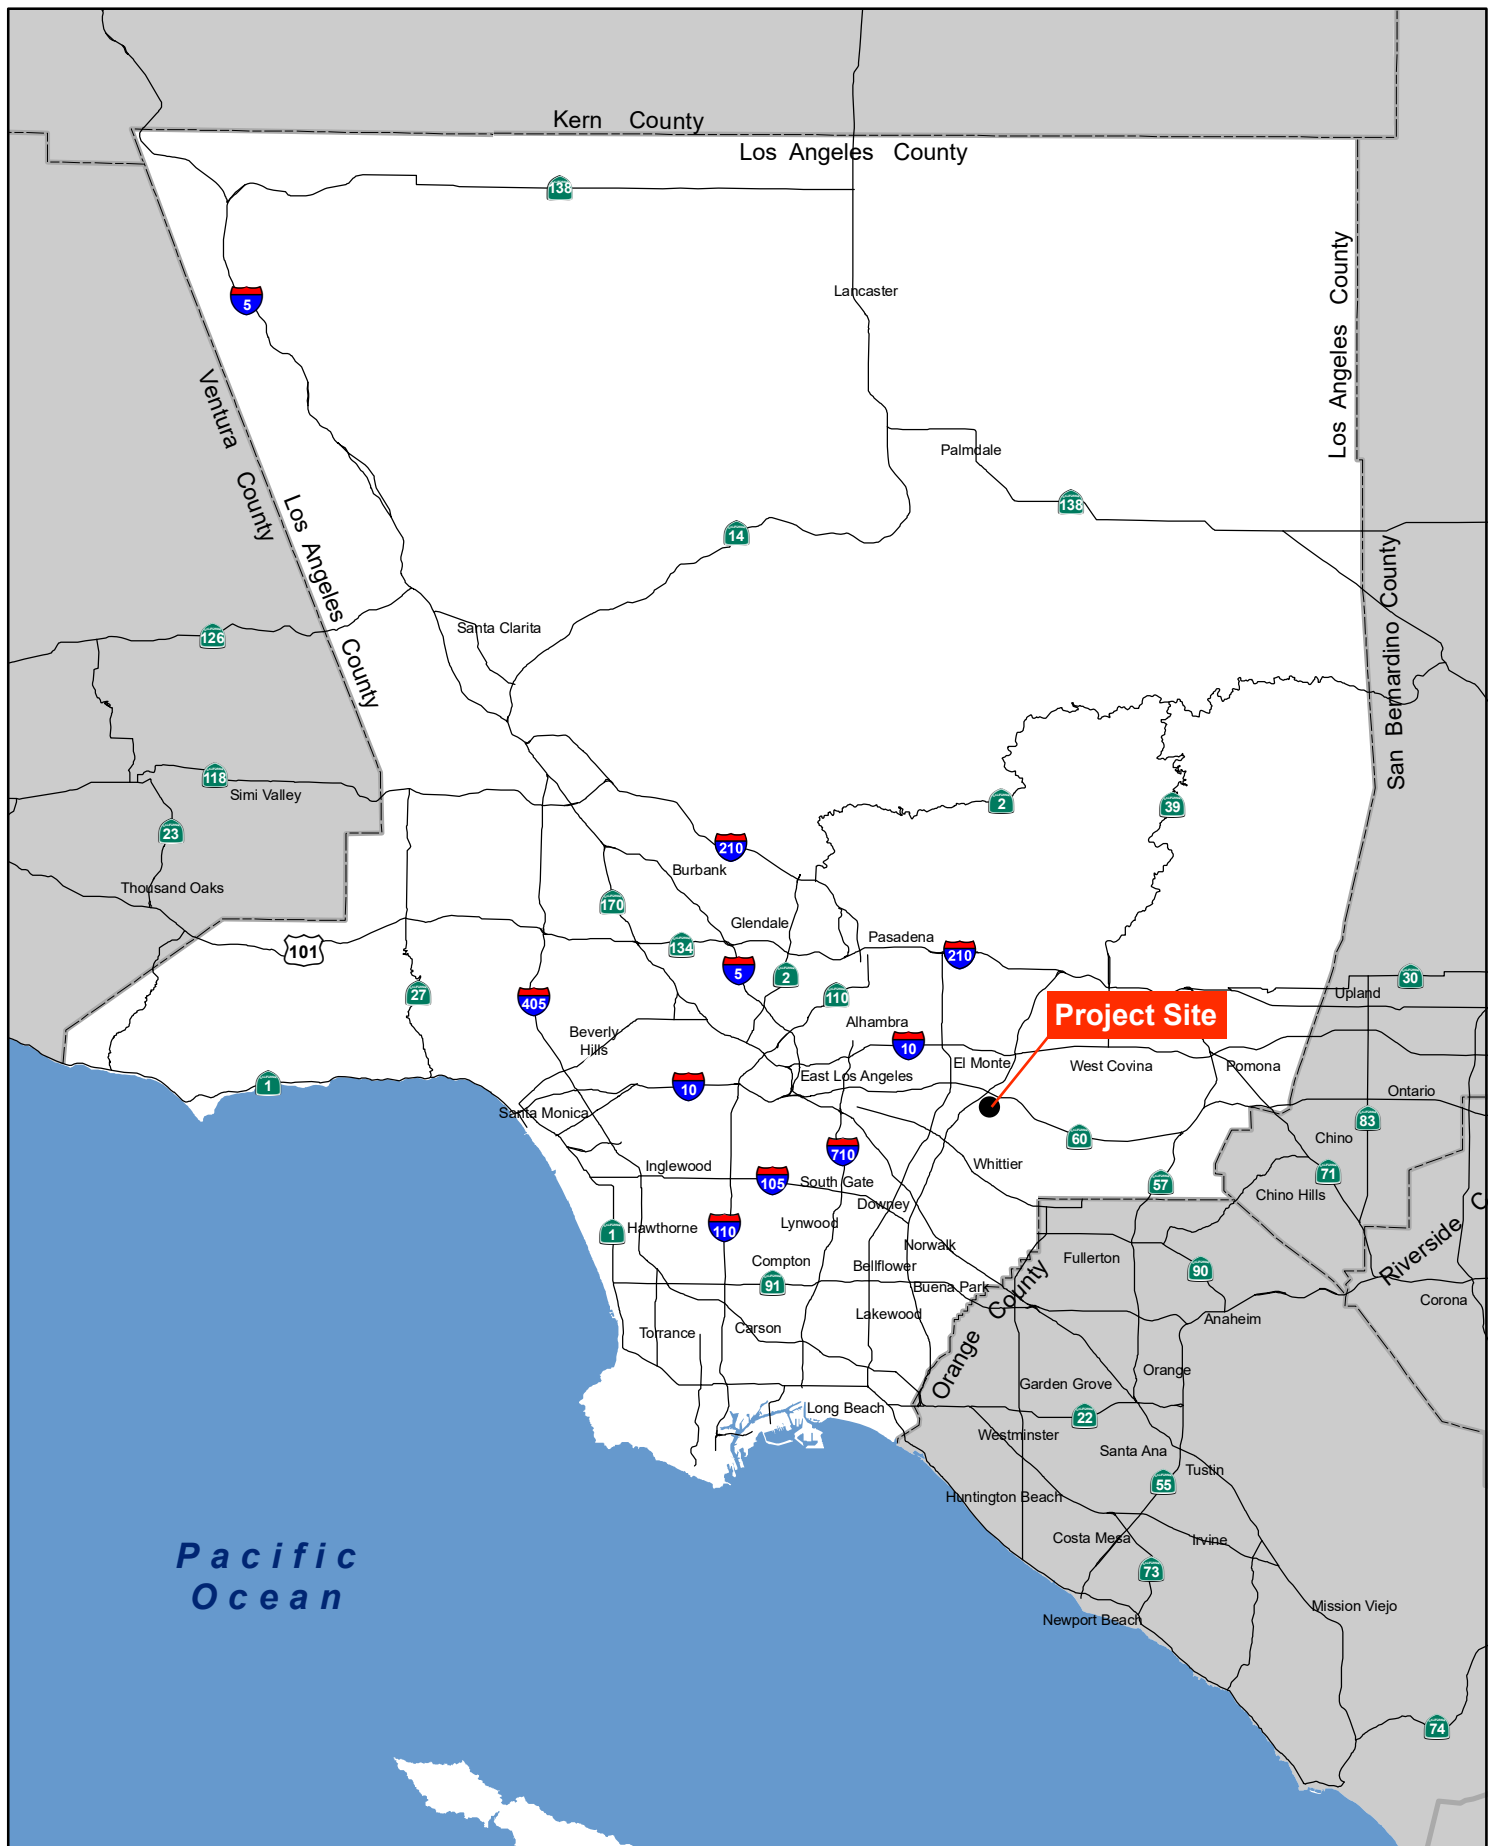 Kern County
Los Angeles County
138
Los Angeles County
5
Lancaster
Ventura County
Palmdale
138
Los Angeles County
14
San Bernardino County
Santa Clarita
126
118
Simi Valley
2
39
23
210
Burbank
Thousand Oaks
170
Glendale
134
Pasadena
101
210
5
2
30
27
110
Upland
405
Project Site
Alhambra
Beverly
Hills
10
El Monte
West Covina
Pomona
East Los Angeles
1
10
Ontario
Santa Monica
83
60
Chino
710
Whittier
Inglewood
71
105
South Gate
57
Chino Hills
Downey
Hawthorne
1
110
Lynwood
Riverside C
Norwalk
Fullerton
Compton
Bellflower
90
91
Buena Park
Orange County
Corona
Lakewood
Anaheim
Torrance
Carson
Orange
Garden Grove
Long Beach
22
Westminster
Santa Ana
Tustin
55
Huntington Beach
Costa Mesa
Irvine
Pacific
Ocean
73
Mission Viejo
Newport Beach
74